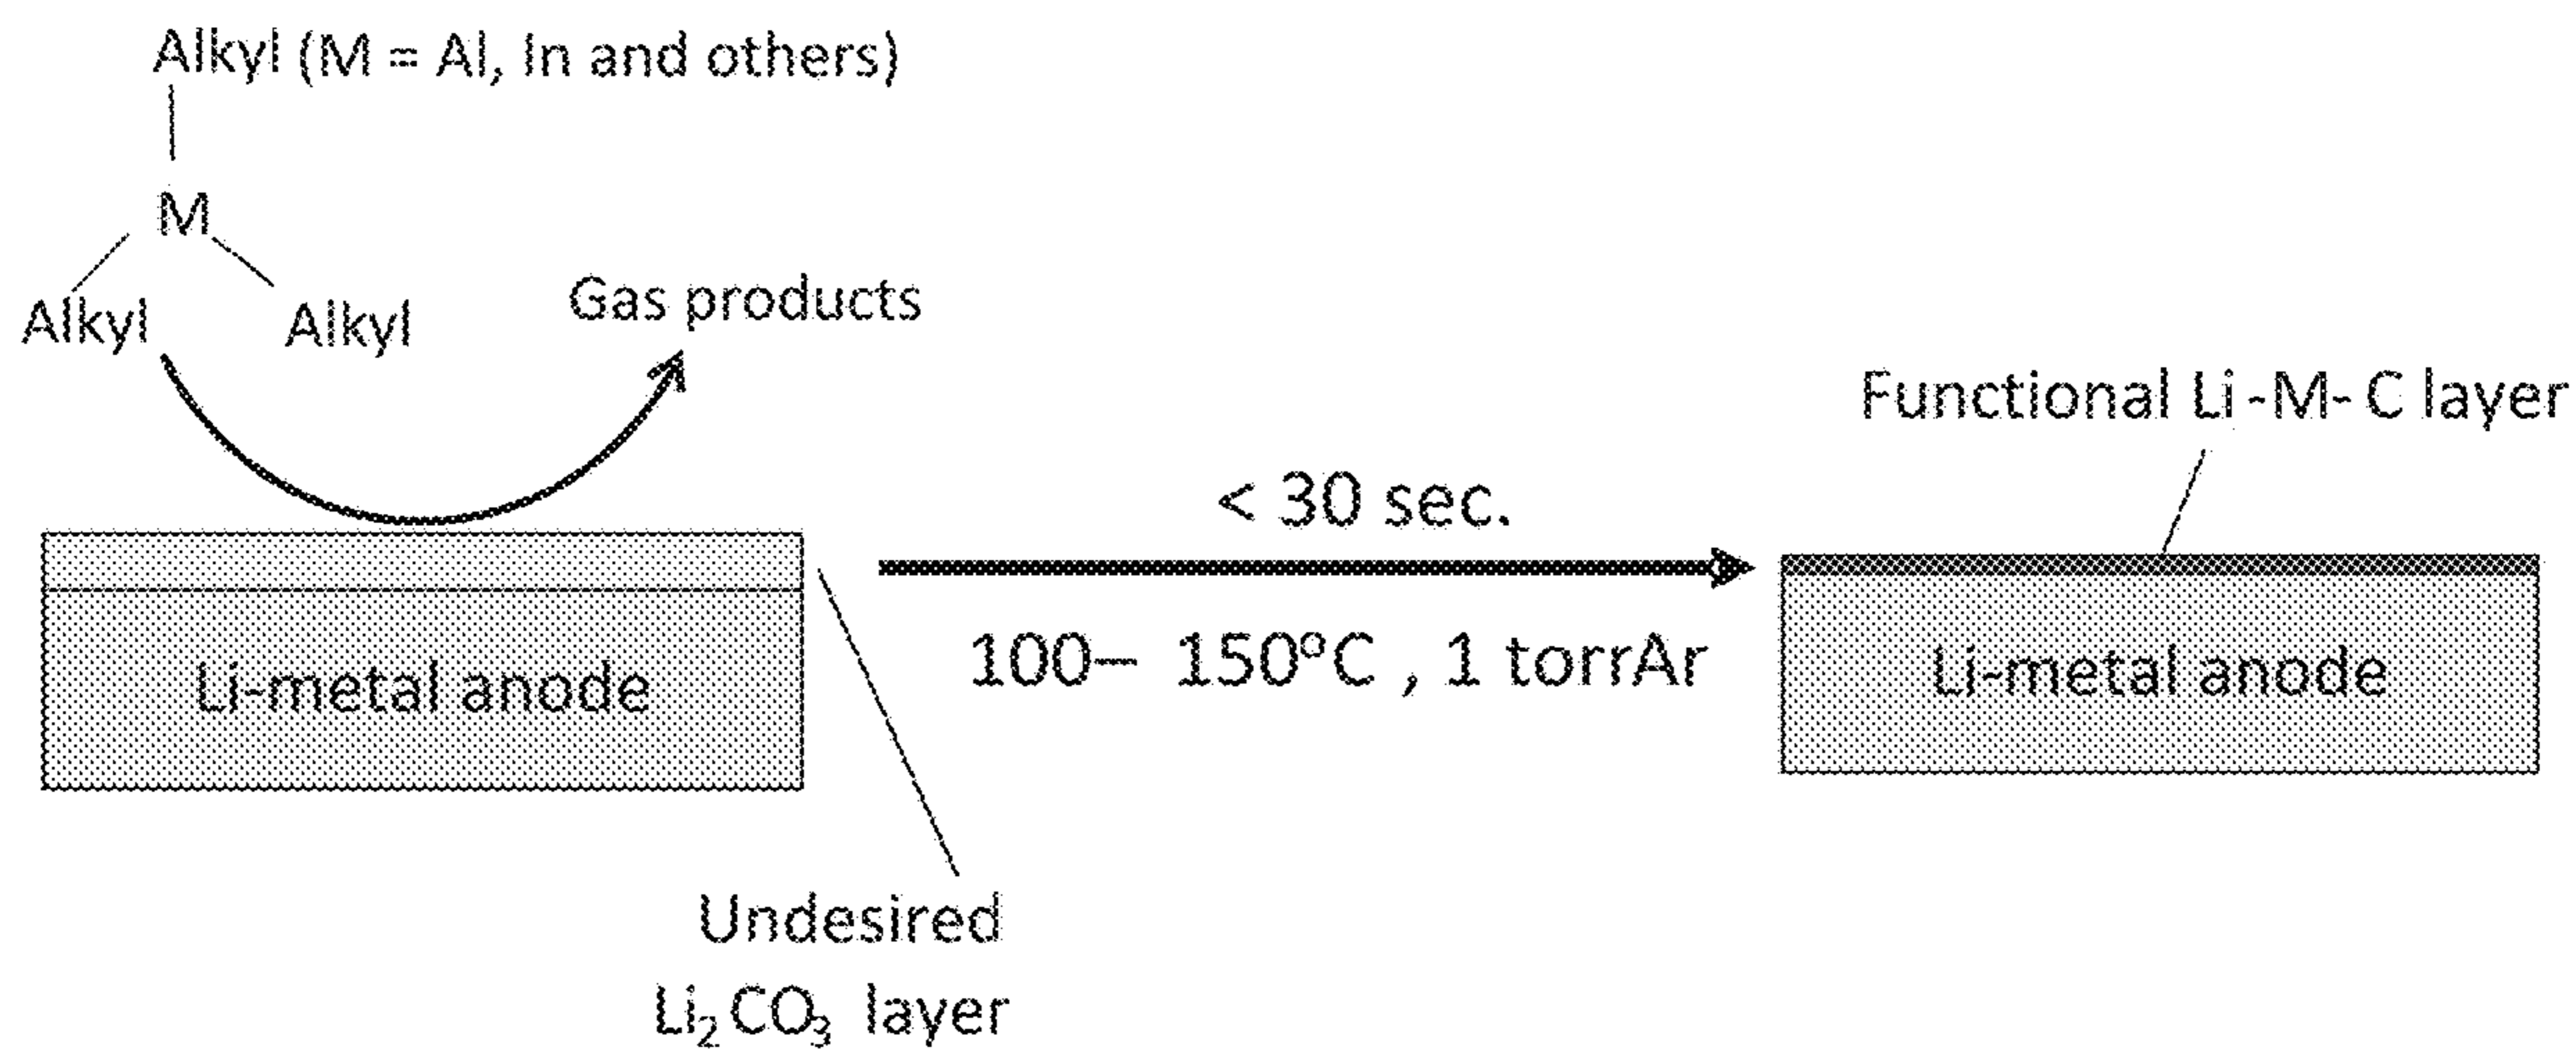 Alkyl (M = Al, In and others)
M
Alkyl
Alkyl
Gas products
Functional Li -M- C layer
< 30 sec.
100– 150°C , 1 torrAr
Li-metal anode
Li-metal anode
Undesired
Li₂CO₃ layer